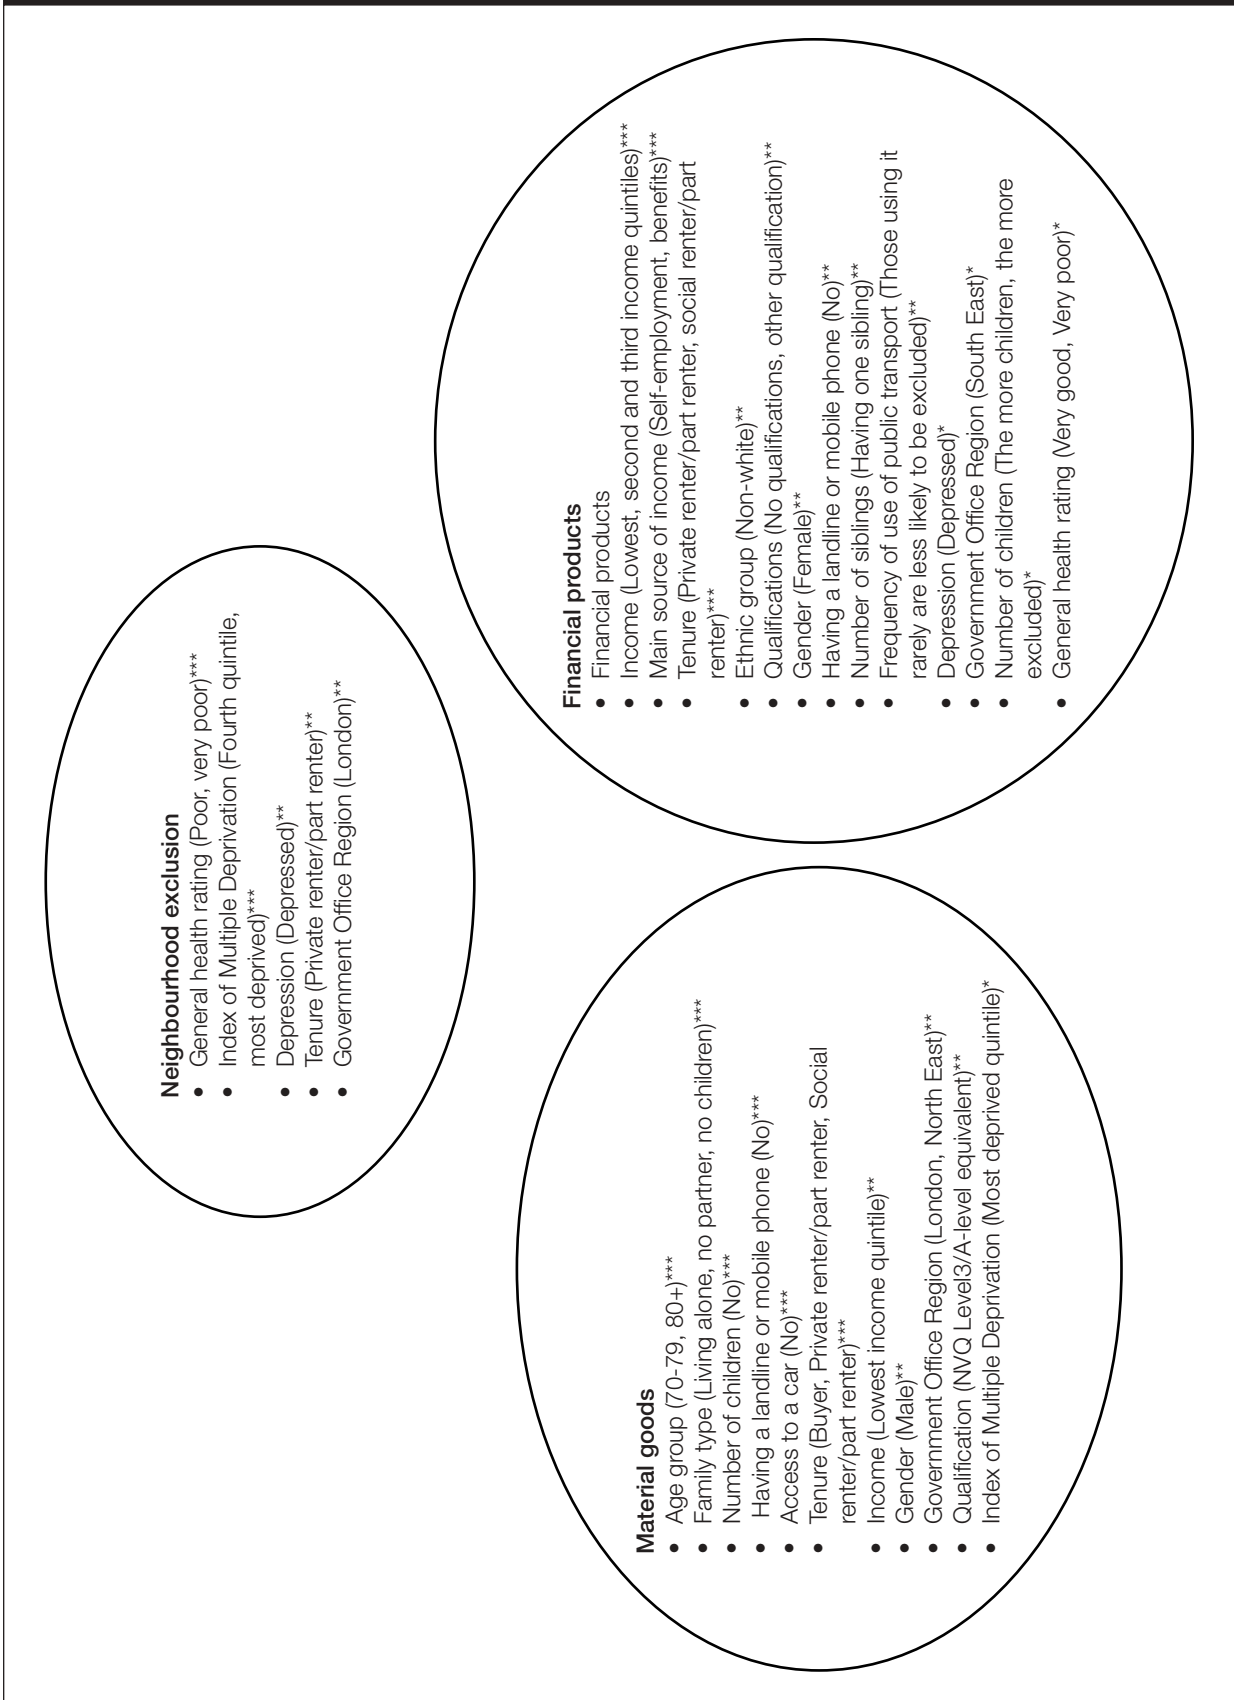 Neighbourhood exclusion
• General health rating (Poor, very poor)***
• Index of Multiple Deprivation (Fourth quintile,
most deprived)***
• Depression (Depressed)**
• Tenure (Private renter/part renter)**
• Government Office Region (London)**
Material goods
• Age group (70-79, 80+)***
• Family type (Living alone, no partner, no children)***
• Number of children (No)***
• Having a landline or mobile phone (No)***
• Access to a car (No)***
• Tenure (Buyer, Private renter/part renter, Social
renter/part renter)***
• Income (Lowest income quintile)**
• Gender (Male)**
• Government Office Region (London, North East)**
• Qualification (NVQ Level3/A-level equivalent)**
• Index of Multiple Deprivation (Most deprived quintile)*
Financial products
• Financial products
• Income (Lowest, second and third income quintiles)***
• Main source of income (Self-employment, benefits)***
• Tenure (Private renter/part renter, social renter/part
renter)***
• Ethnic group (Non-white)**
• Qualifications (No qualifications, other qualification)**
• Gender (Female)**
• Having a landline or mobile phone (No)**
• Number of siblings (Having one sibling)**
• Frequency of use of public transport (Those using it
rarely are less likely to be excluded)**
• Depression (Depressed)*
• Government Office Region (South East)*
• Number of children (The more children, the more
excluded)*
• General health rating (Very good, Very poor)*